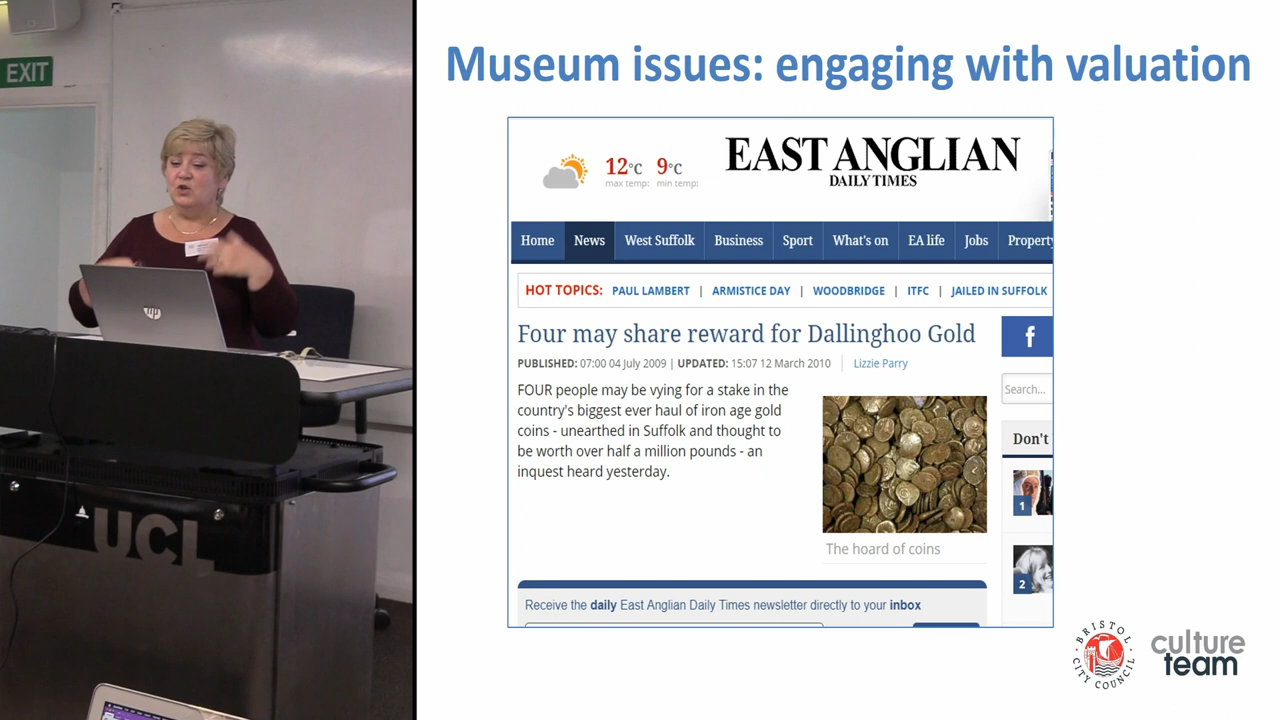 EXIT
hp
UCL
Museum issues: engaging with valuation
12°C 9°C
max temp: min temp:
EAST ANGLIAN
DAILY TIMES
Home News West Suffolk Business Sport What's on EA life Jobs Property
HOT TOPICS: PAUL LAMBERT | ARMISTICE DAY | WOODBRIDGE | ITFC | JAILED IN SUFFOLK
Four may share reward for Dallinghoo Gold
PUBLISHED: 07:00 04 July 2009 | UPDATED: 15:07 12 March 2010 Lizzie Parry
FOUR people may be vying for a stake in the
country's biggest ever haul of iron age gold
coins - unearthed in Suffolk and thought to
be worth over half a million pounds - an
inquest heard yesterday.
The hoard of coins
f
Search...
Don't
1
2
Receive the daily East Anglian Daily Times newsletter directly to your inbox
BRISTOL
CITY COUNCIL
culture
team